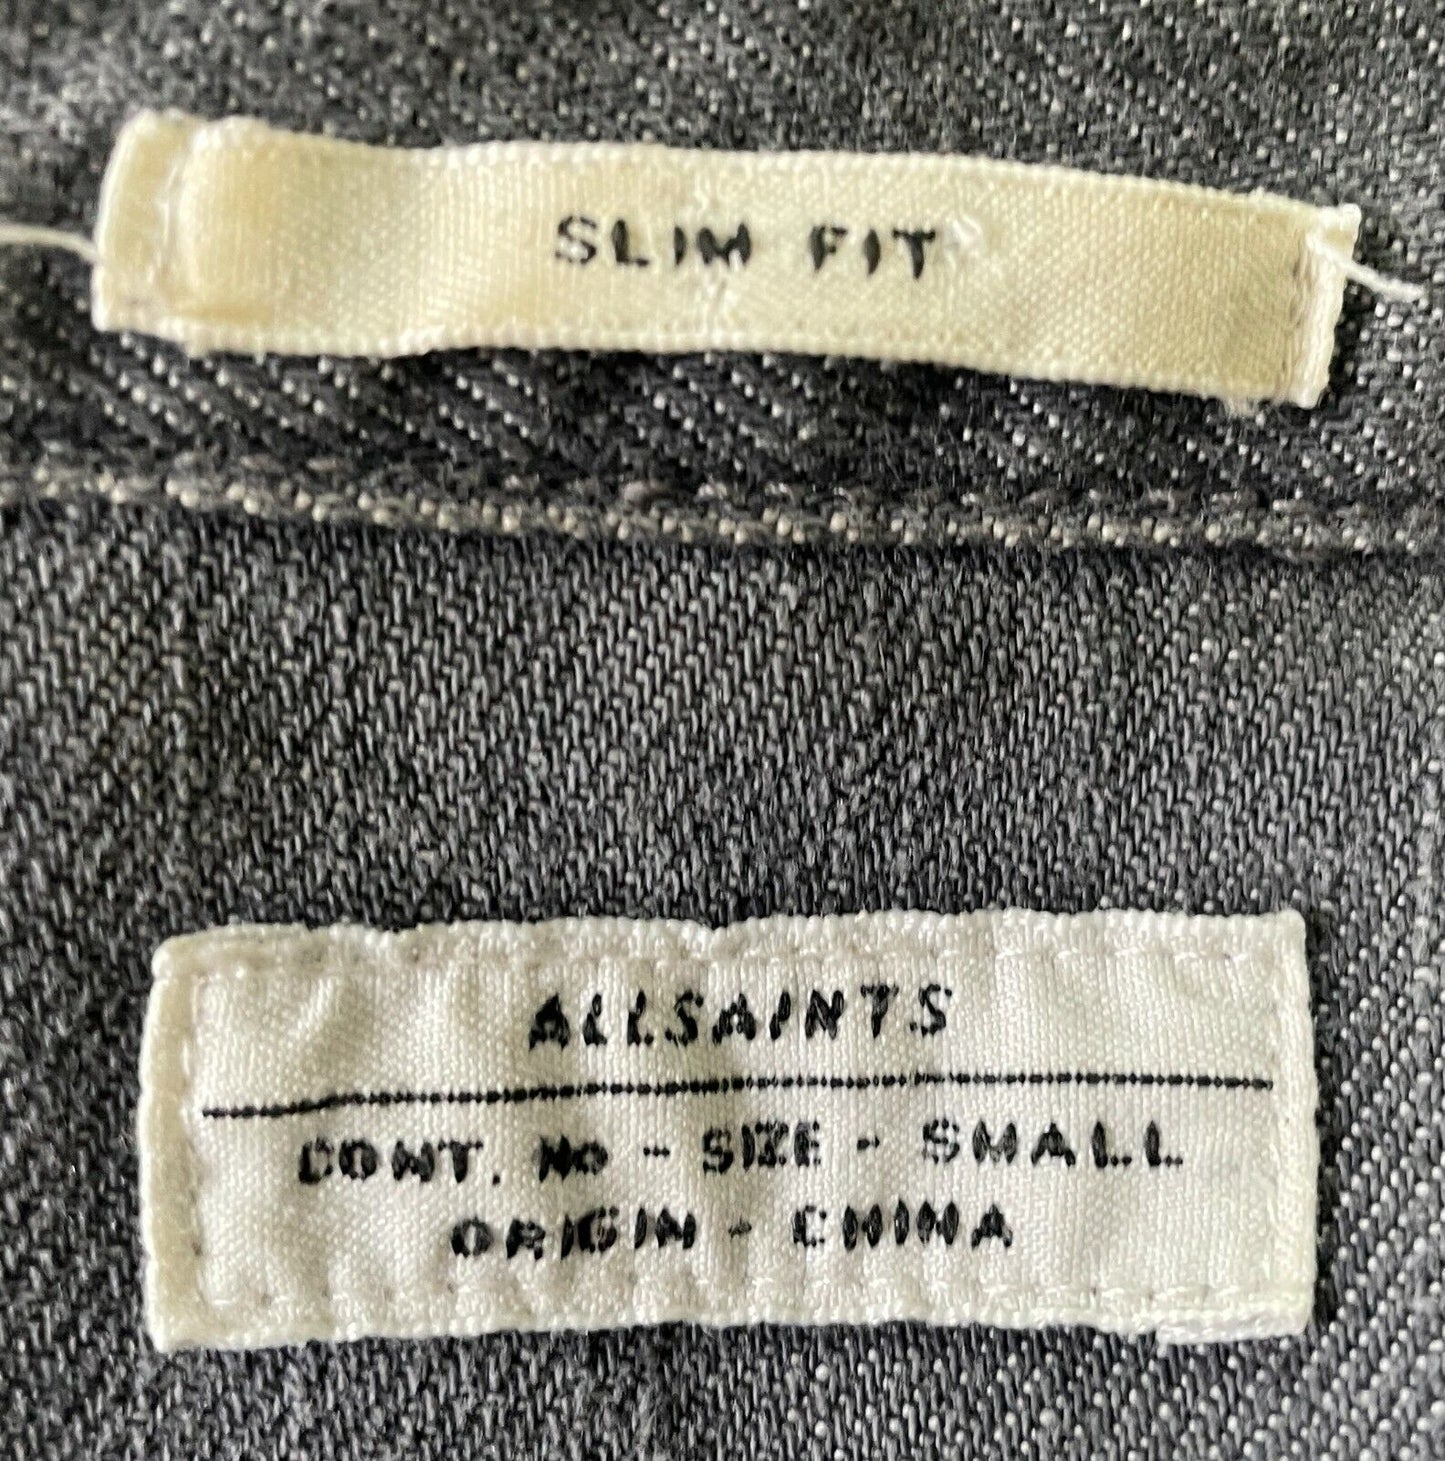 SLIM FIT
ALLSAINTS
CONT. NO - SIZE - SMALL
ORIGIN - CHINA